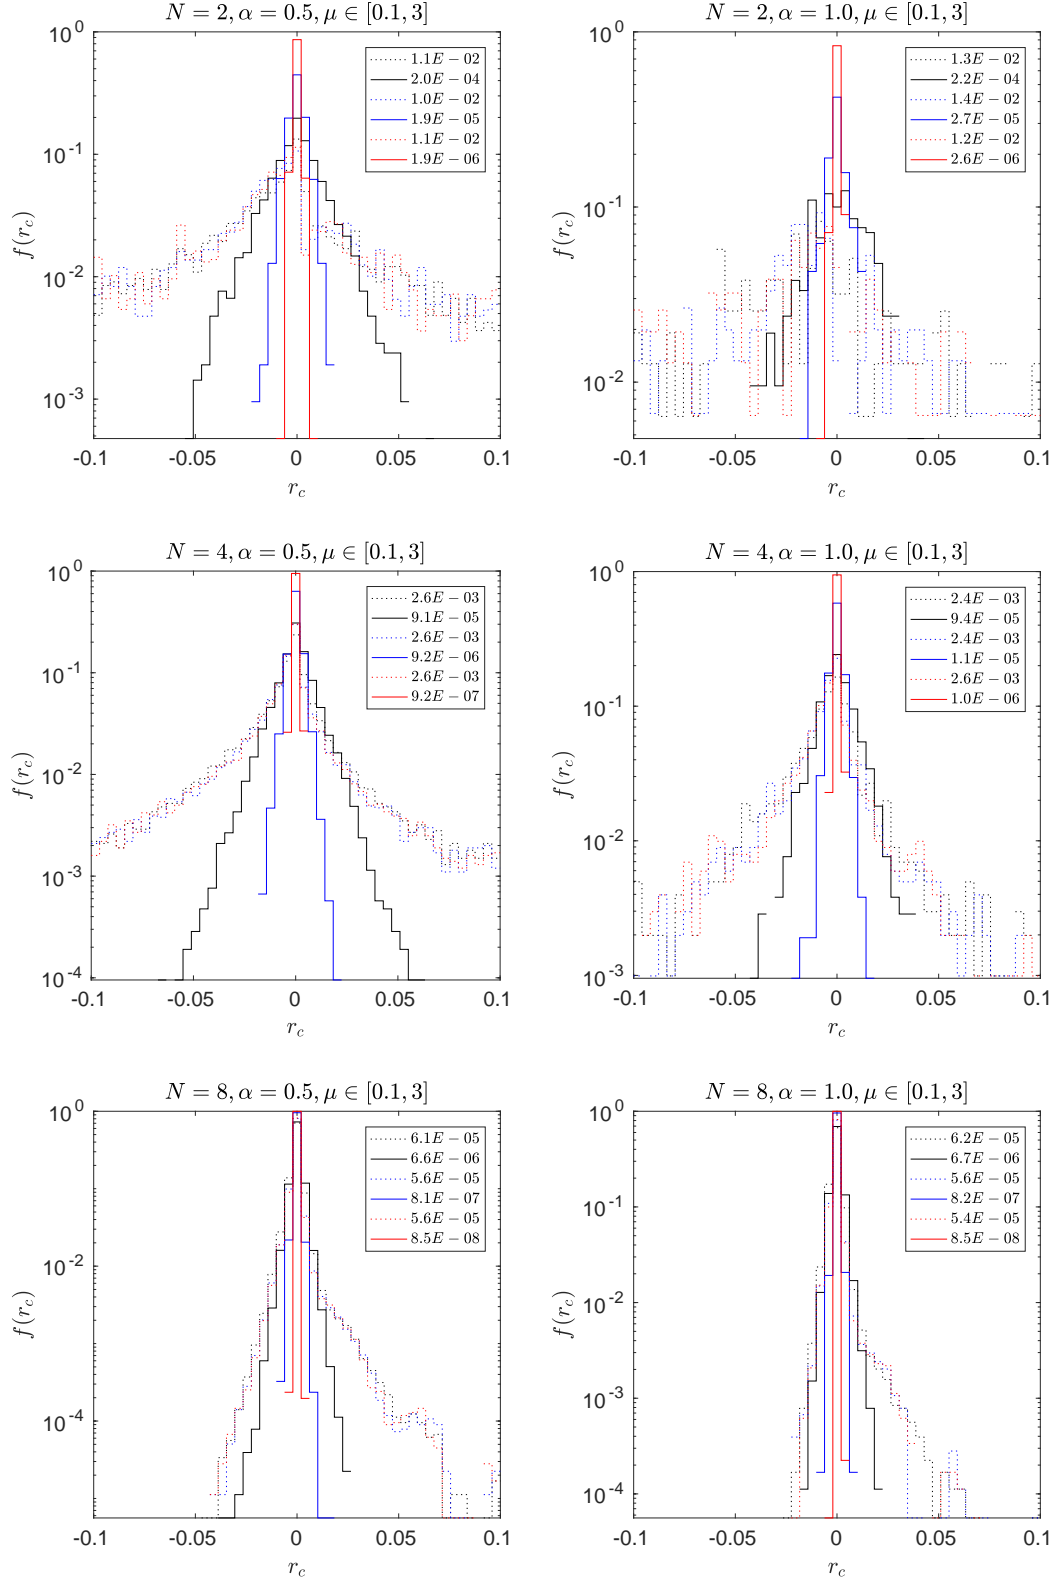 N = 2, α = 0.5, μ ∈ [0.1, 3]
10^0
10^-1
10^-2
10^-3
f(r_c)
1.1E − 02
2.0E − 04
1.0E − 02
1.9E − 05
1.1E − 02
1.9E − 06
-0.1 -0.05 0 0.05 0.1
r_c
N = 2, α = 1.0, μ ∈ [0.1, 3]
10^0
10^-1
10^-2
f(r_c)
1.3E − 02
2.2E − 04
1.4E − 02
2.7E − 05
1.2E − 02
2.6E − 06
-0.1 -0.05 0 0.05 0.1
r_c
N = 4, α = 0.5, μ ∈ [0.1, 3]
10^0
10^-1
10^-2
10^-3
10^-4
f(r_c)
2.6E − 03
9.1E − 05
2.6E − 03
9.2E − 06
2.6E − 03
9.2E − 07
-0.1 -0.05 0 0.05 0.1
r_c
N = 4, α = 1.0, μ ∈ [0.1, 3]
10^0
10^-1
10^-2
10^-3
f(r_c)
2.4E − 03
9.4E − 05
2.4E − 03
1.1E − 05
2.6E − 03
1.0E − 06
-0.1 -0.05 0 0.05 0.1
r_c
N = 8, α = 0.5, μ ∈ [0.1, 3]
10^0
10^-2
10^-4
f(r_c)
6.1E − 05
6.6E − 06
5.6E − 05
8.1E − 07
5.6E − 05
8.5E − 08
-0.1 -0.05 0 0.05 0.1
r_c
N = 8, α = 1.0, μ ∈ [0.1, 3]
10^0
10^-1
10^-2
10^-3
10^-4
f(r_c)
6.2E − 05
6.7E − 06
5.6E − 05
8.2E − 07
5.4E − 05
8.5E − 08
-0.1 -0.05 0 0.05 0.1
r_c